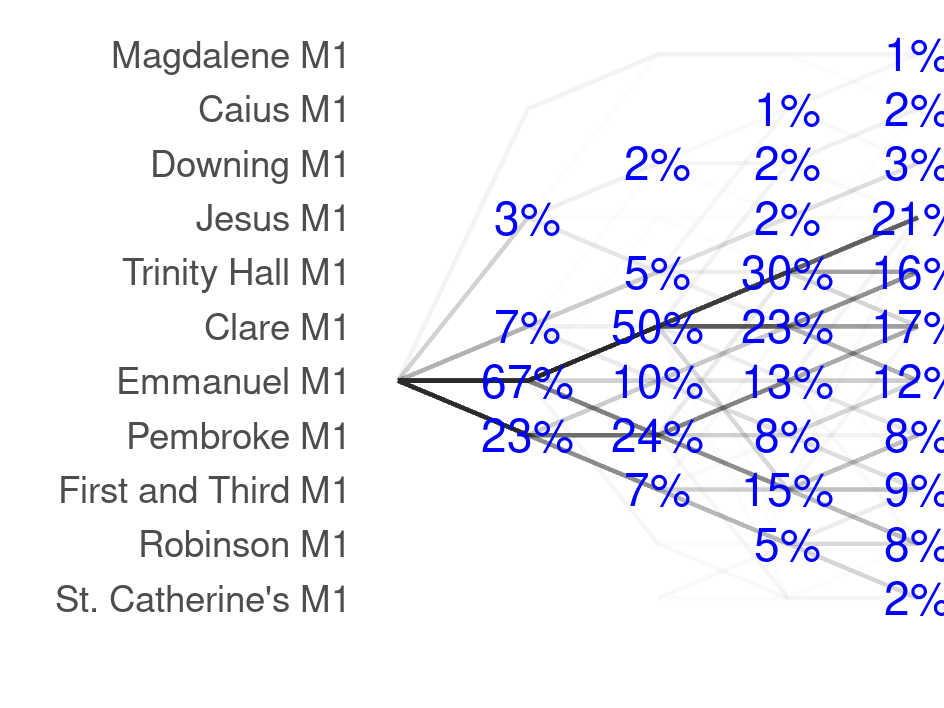 Magdalene M1 1%
Caius M1 1% 2%
Downing M1 2% 2% 3%
Jesus M1 3% 2% 21%
Trinity Hall M1 5% 30% 16%
Clare M1 7% 50% 23% 17%
Emmanuel M1 67% 10% 13% 12%
Pembroke M1 23% 24% 8% 8%
First and Third M1 7% 15% 9%
Robinson M1 5% 8%
St. Catherine's M1 2%